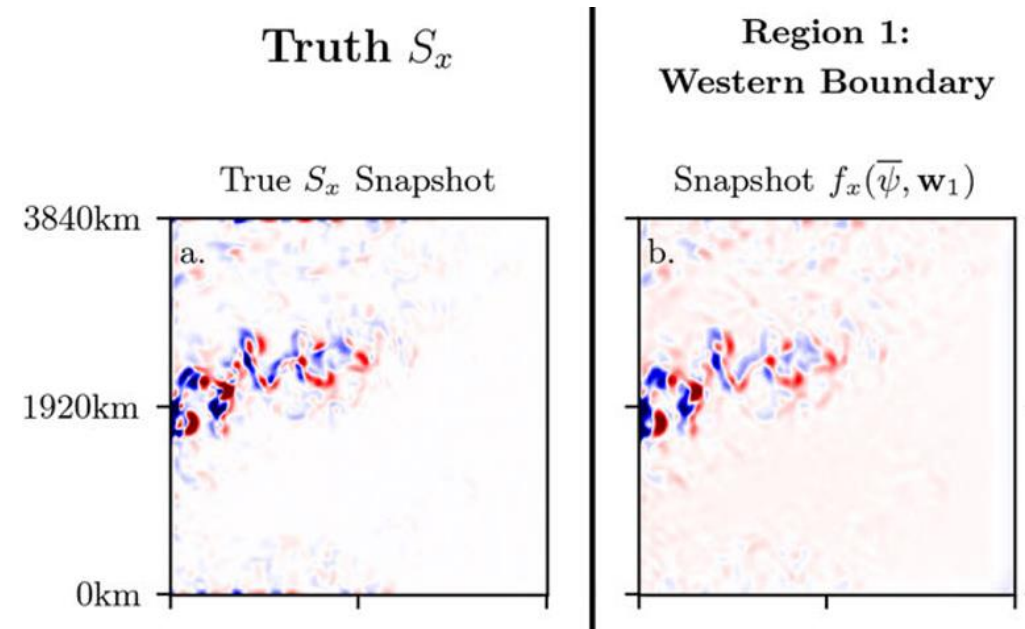 Truth $S_x$
True $S_x$ Snapshot
3840km
a.
1920km
0km
Region 1:
Western Boundary
Snapshot $f_x(\overline{\psi}, \mathbf{w}_1)$
b.